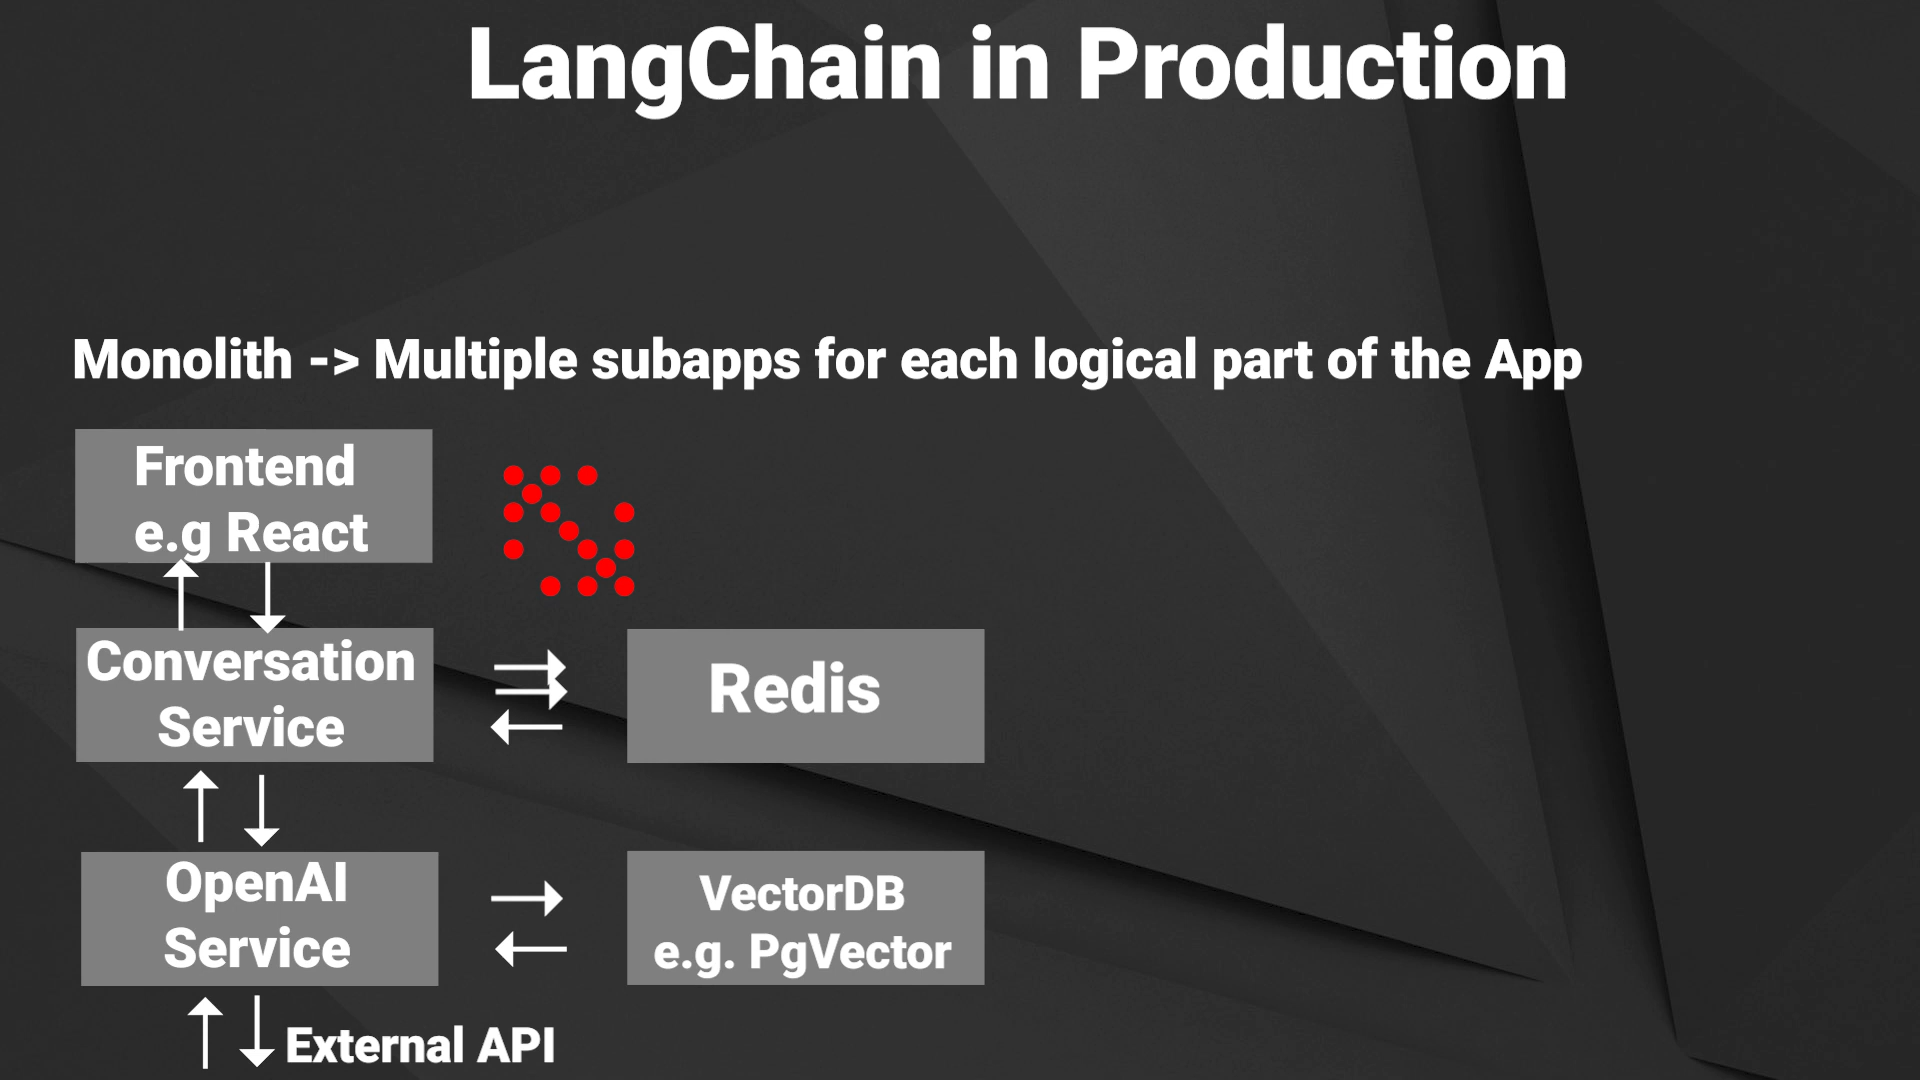 LangChain in Production
Monolith -> Multiple subapps for each logical part of the App
Frontend
e.g React
Conversation
Service
Redis
OpenAI
Service
VectorDB
e.g. PgVector
External API